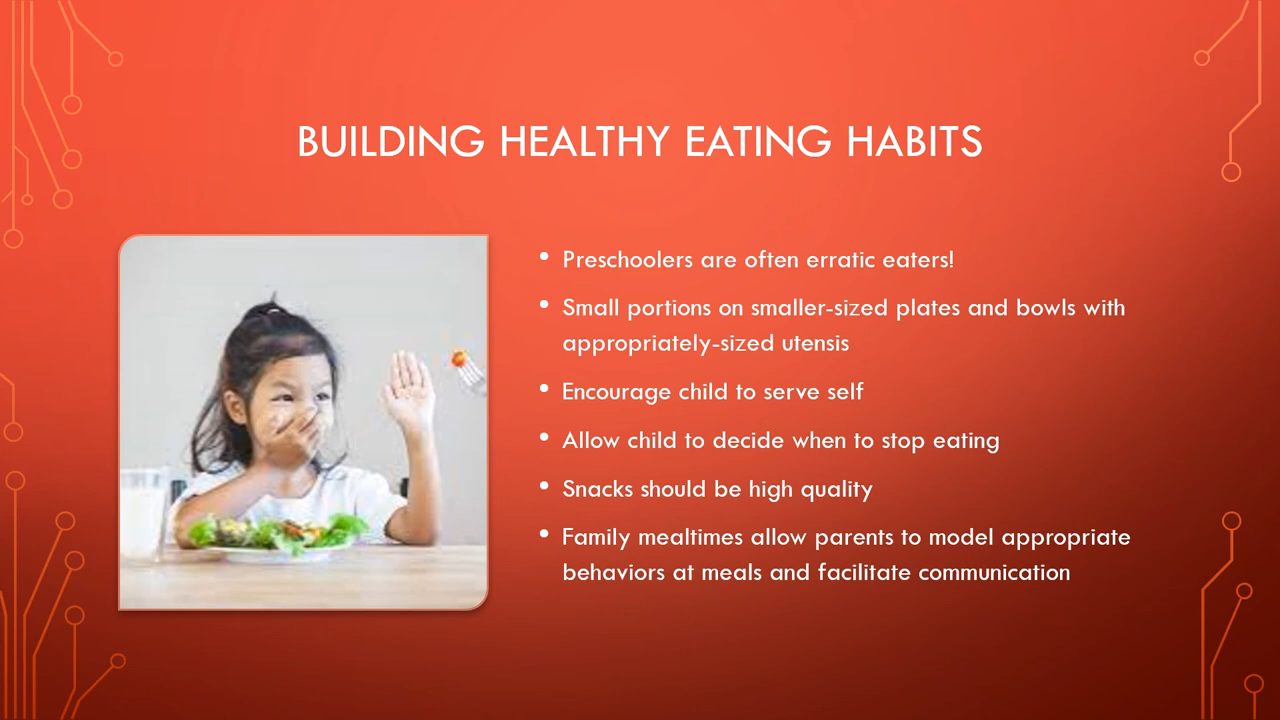 BUILDING HEALTHY EATING HABITS
• Preschoolers are often erratic eaters!
• Small portions on smaller-sized plates and bowls with
appropriately-sized utensis
• Encourage child to serve self
• Allow child to decide when to stop eating
• Snacks should be high quality
• Family mealtimes allow parents to model appropriate
behaviors at meals and facilitate communication